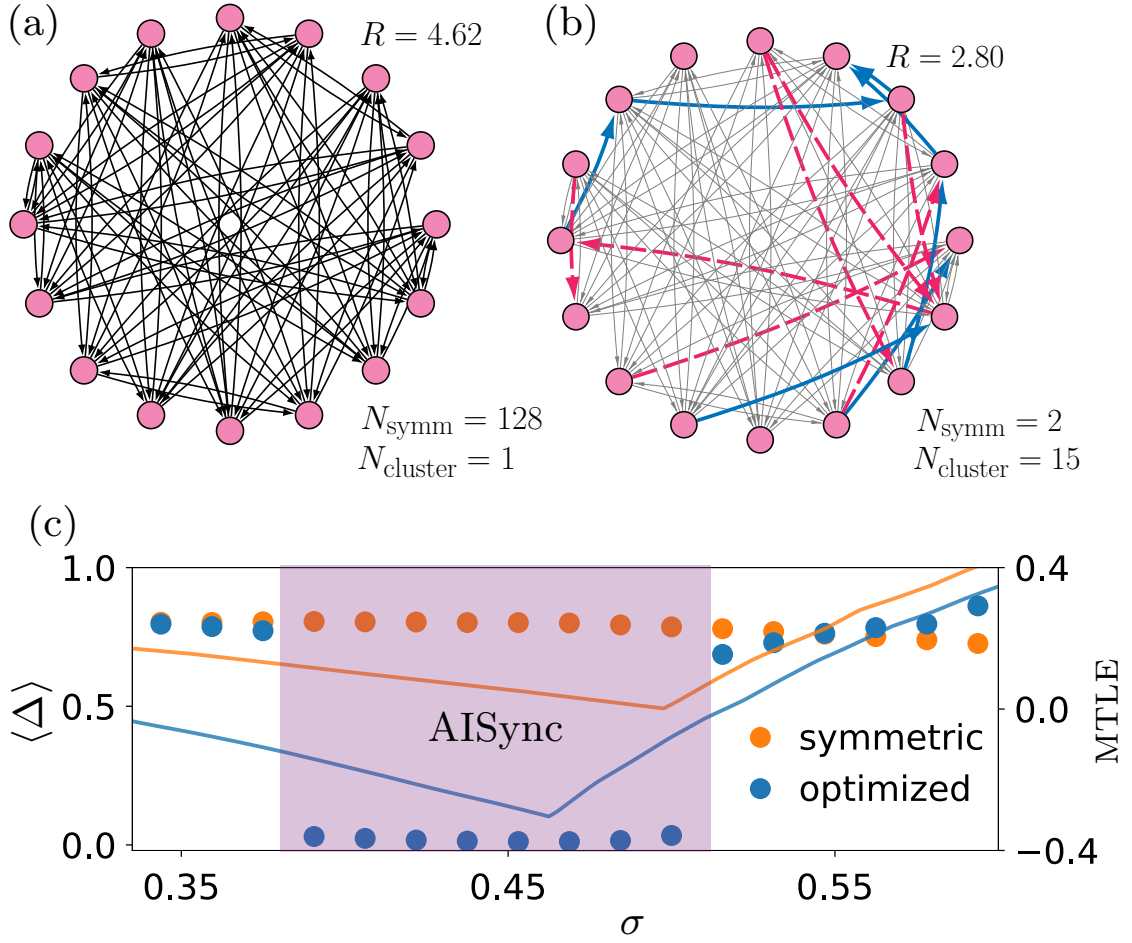 (a)
R = 4.62
N_symm = 128
N_cluster = 1
(b)
R = 2.80
N_symm = 2
N_cluster = 15
(c)
1.0
0.5
0.0
⟨Δ⟩
0.4
0.0
−0.4
MTLE
AISync
symmetric
optimized
0.35
0.45
0.55
σ